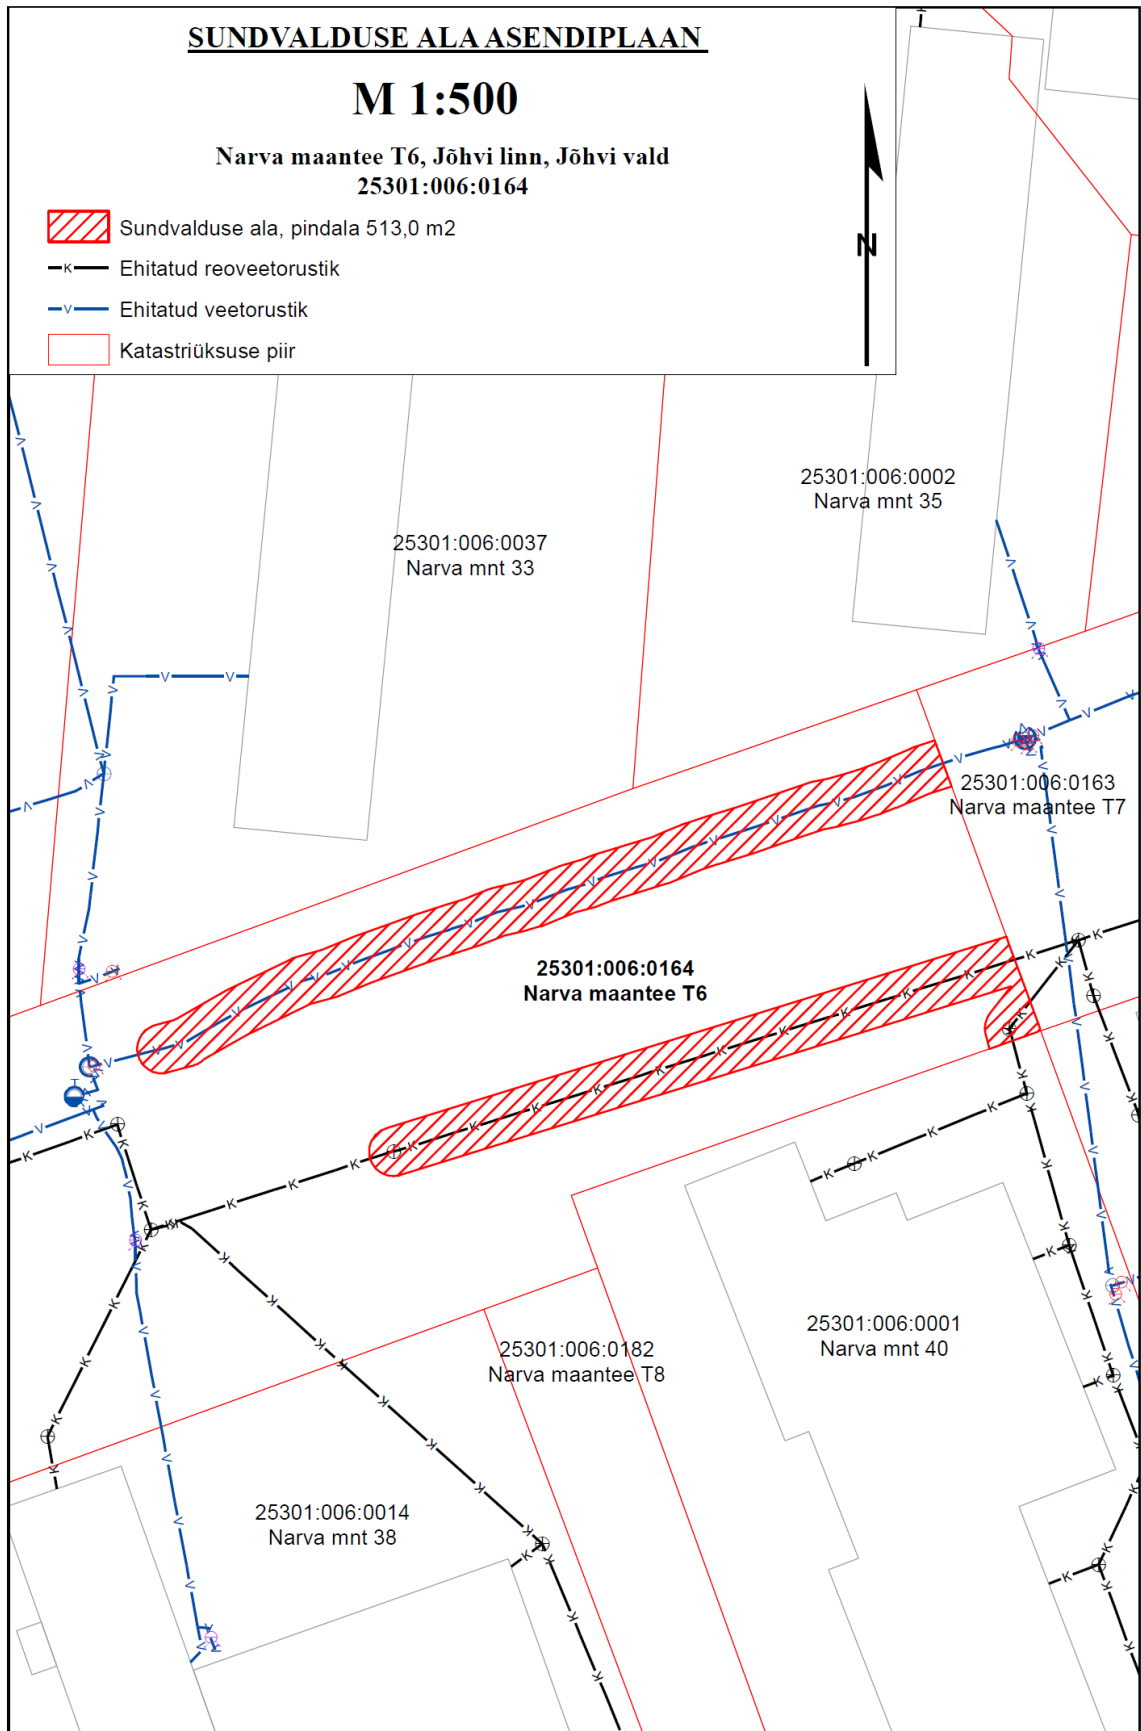 SUNDVALDUSE ALA ASENDIPLAAN
M 1:500
Narva maantee T6, Jõhvi linn, Jõhvi vald
25301:006:0164
Sundvalduse ala, pindala 513,0 m2
K Ehitatud reoveetorustik
V Ehitatud veetorustik
Katastriüksuse piir
N
25301:006:0002
Narva mnt 35
25301:006:0037
Narva mnt 33
25301:006:0163
Narva maantee T7
25301:006:0164
Narva maantee T6
25301:006:0001
Narva mnt 40
25301:006:0182
Narva maantee T8
25301:006:0014
Narva mnt 38